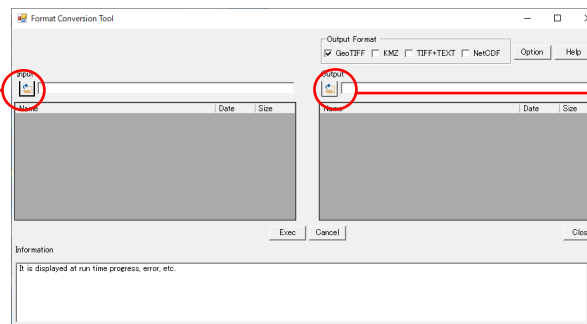 Format Conversion Tool
Output Format
GeoTIFF KMZ TIFF+TEXT NetCDF Option Help
Input Output
Name Date Size Name Date Size
Exec Cancel Clos
Information
It is displayed at run time progress, error, etc.